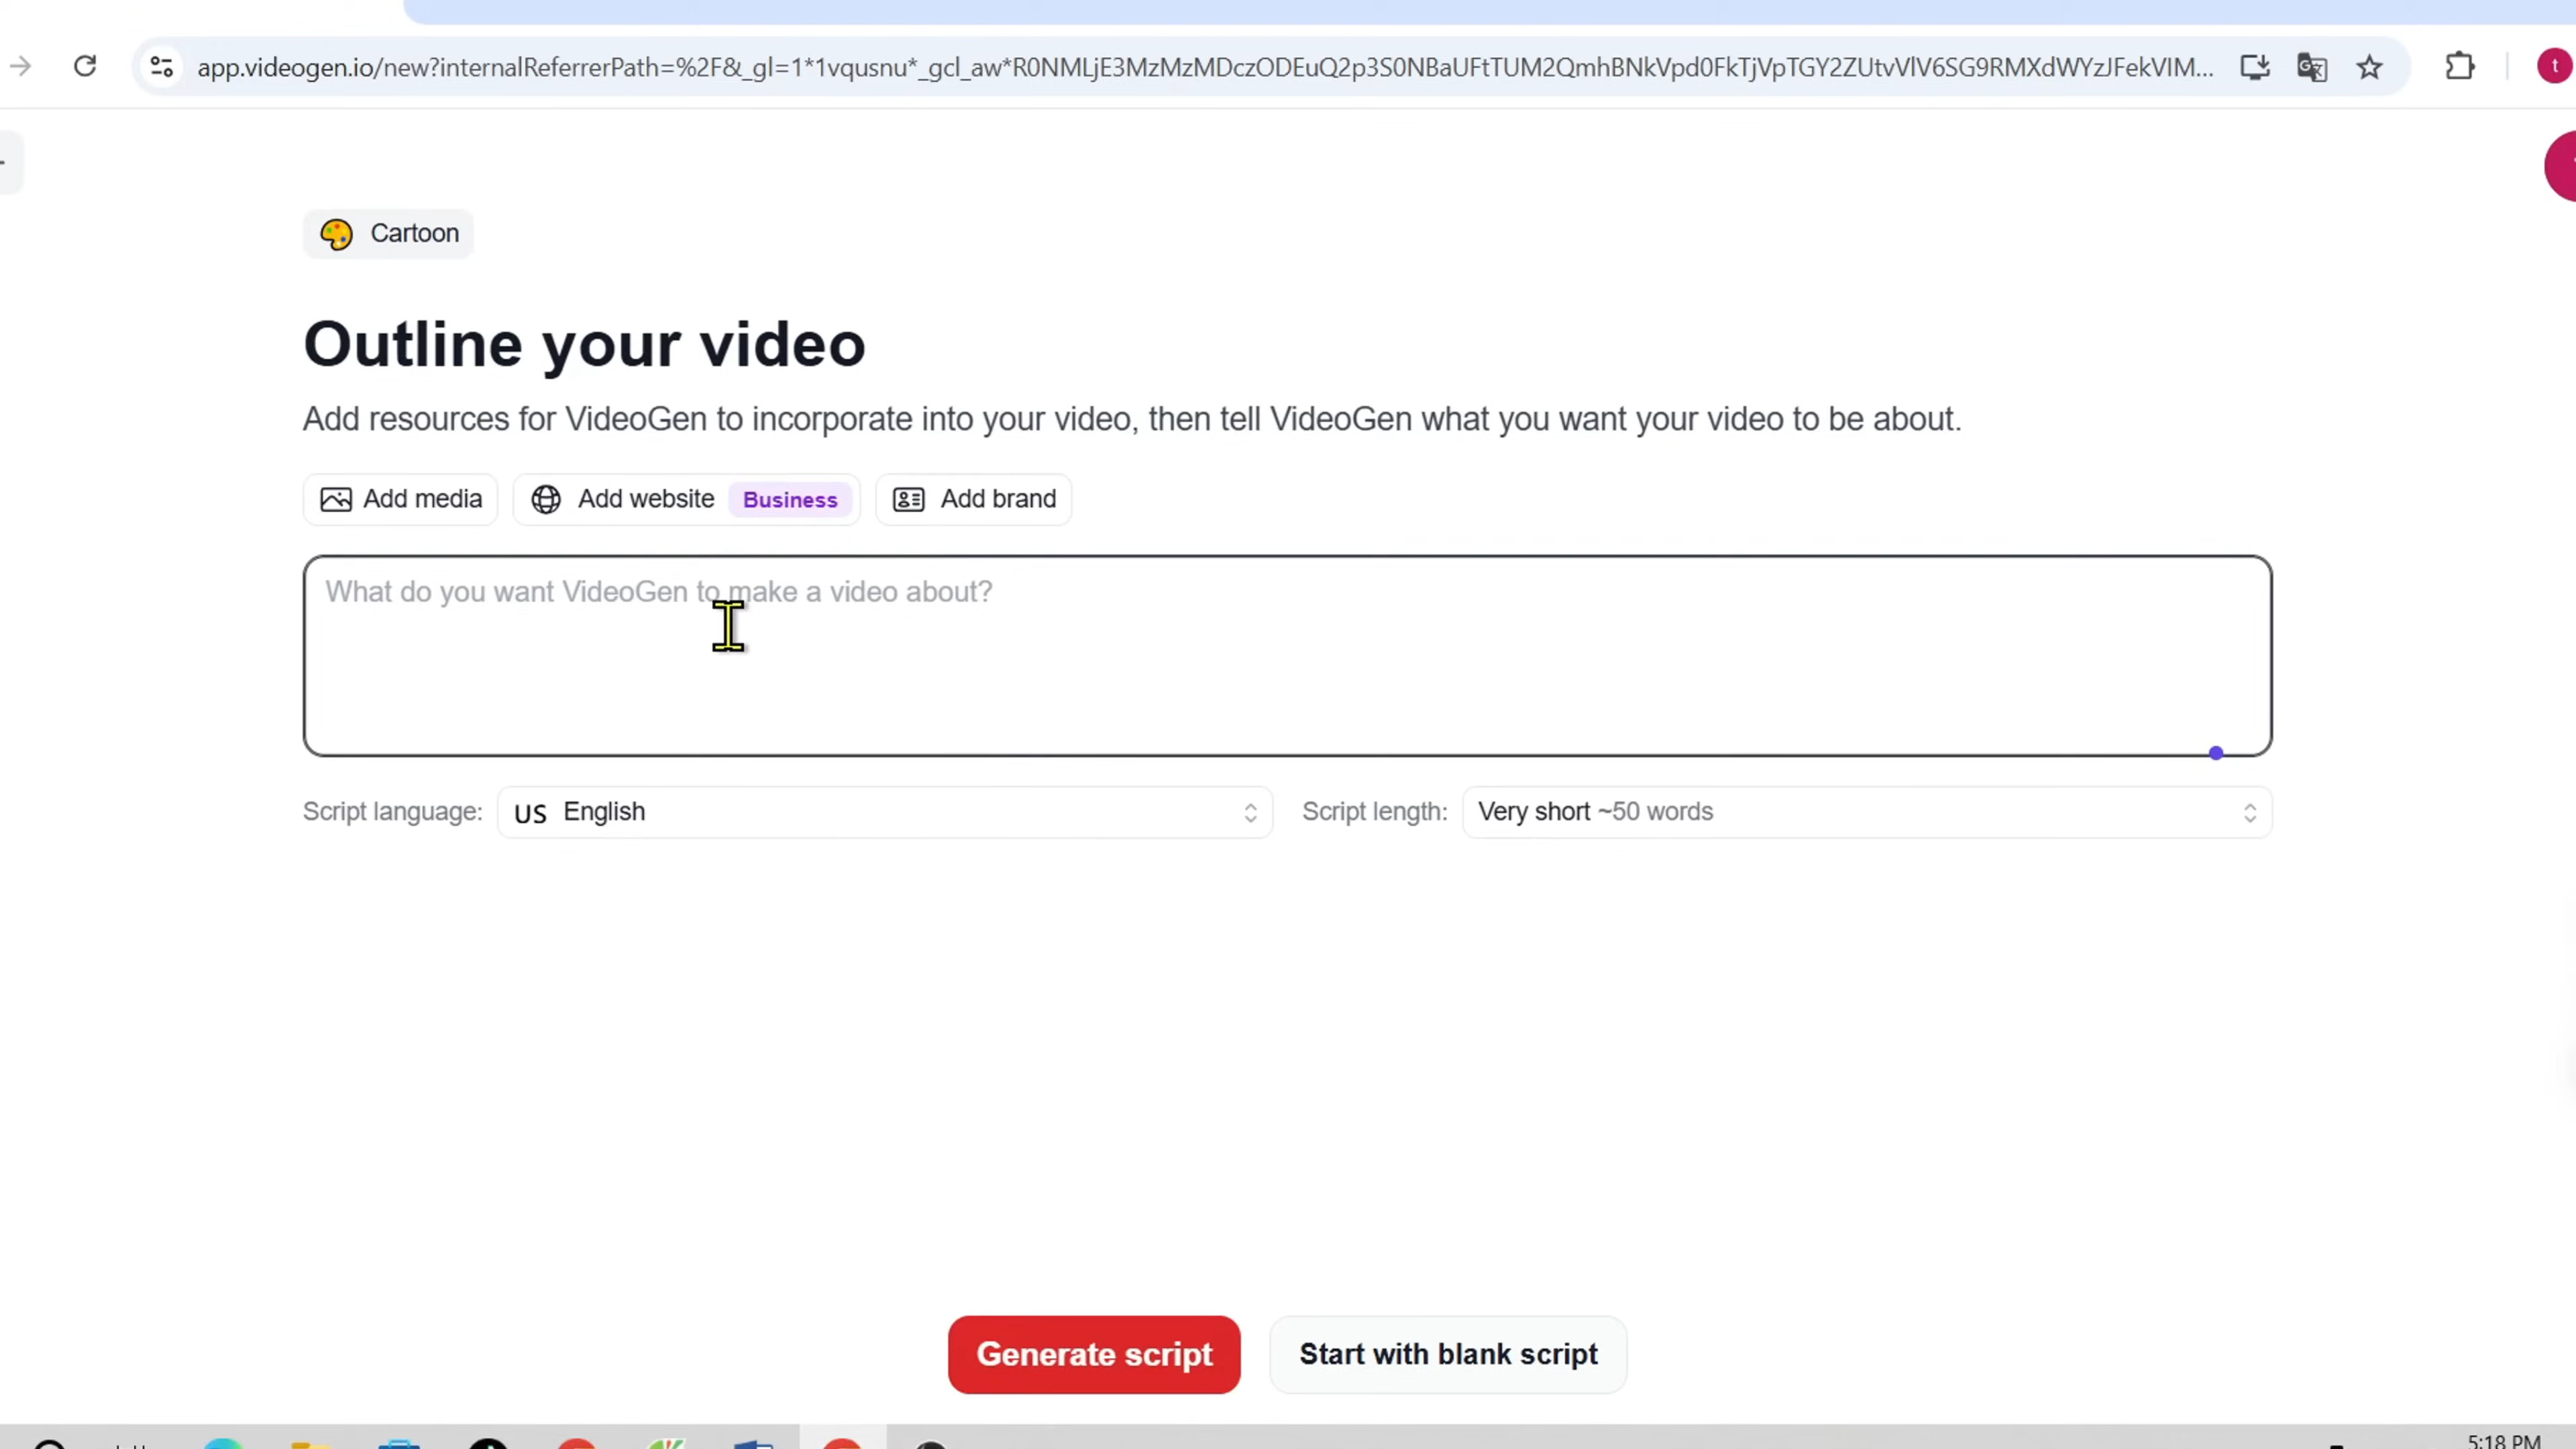 app.videogen.io/new?internalReferrerPath=%2F&_gl=1*1vqusnu*_gcl_aw*R0NMLjE3MzMzMDczODEuQ2p3S0NBaUFtTUM2QmhBNkVpd0FkTjVpTGY2ZUtvVlV6SG9RMXdWYzJFekVIM...
t
Cartoon
Outline your video
Add resources for VideoGen to incorporate into your video, then tell VideoGen what you want your video to be about.
Add media Add website Business Add brand
What do you want VideoGen to make a video about?
Script language: US English Script length: Very short ~50 words
Generate script Start with blank script
5:18 PM